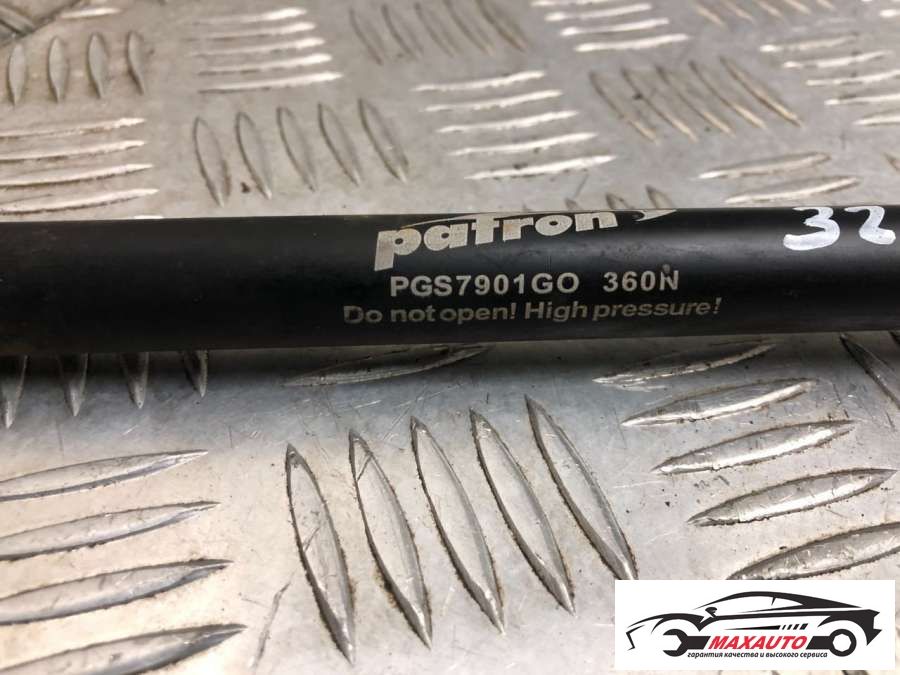 patron
32
PGS7901GO 360N
Do not open! High pressure!
MAXAUTO
гарантия качества и высокого сервиса